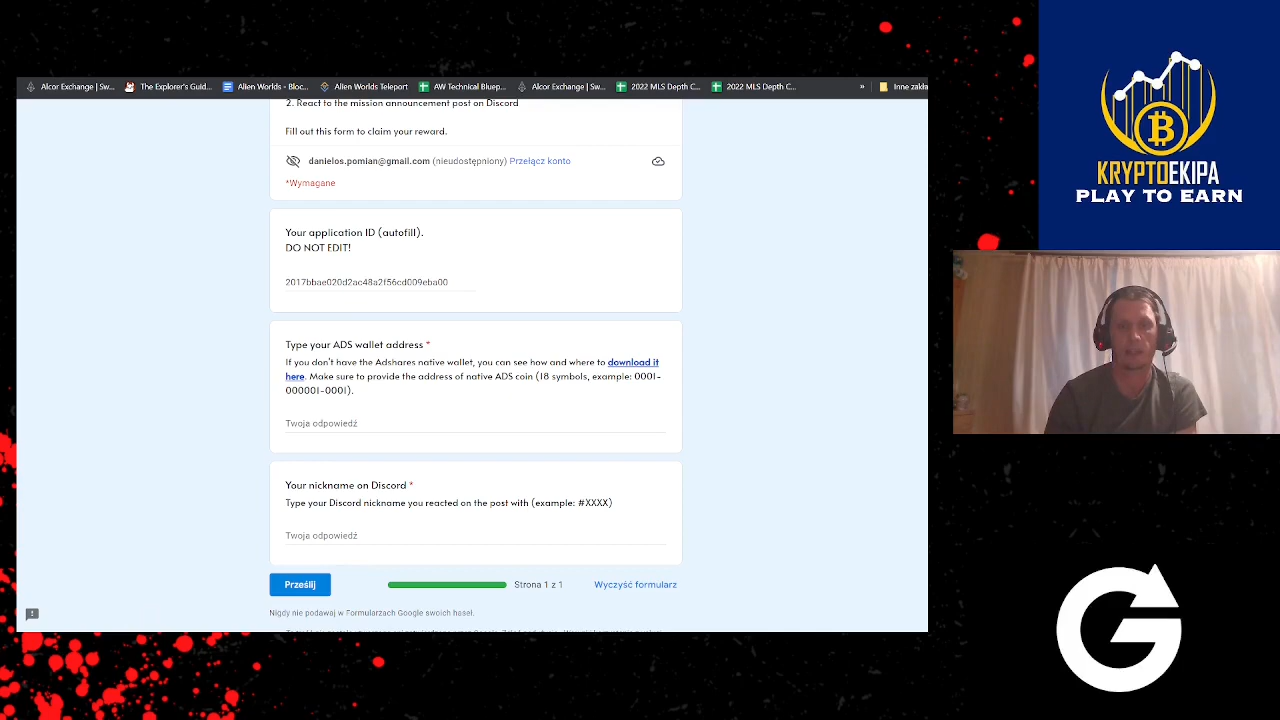 Alcor Exchange | Sw...
The Explorer's Guid...
Alien Worlds - Bloc...
Alien Worlds Teleport
AW Technical Bluep...
Alcor Exchange | Sw...
2022 MLS Depth C...
2022 MLS Depth C...
»
Inne zakła
2. React to the mission announcement post on Discord
Fill out this form to claim your reward.
danielos.pomian@gmail.com (nieudostępniony) Przełącz konto
*Wymagane
Your application ID (autofill).
DO NOT EDIT!
2017bbae020d2ac48a2f56cd009eba00
Type your ADS wallet address *
If you don't have the Adshares native wallet, you can see how and where to download it
here. Make sure to provide the address of native ADS coin (18 symbols, example: 0001-
000001-0001).
Twoja odpowiedź
Your nickname on Discord *
Type your Discord nickname you reacted on the post with (example: #XXXX)
Twoja odpowiedź
Prześlij
Strona 1 z 1
Wyczyść formularz
Nigdy nie podawaj w Formularzach Google swoich haseł.
KRYPTOEKIPA
PLAY TO EARN